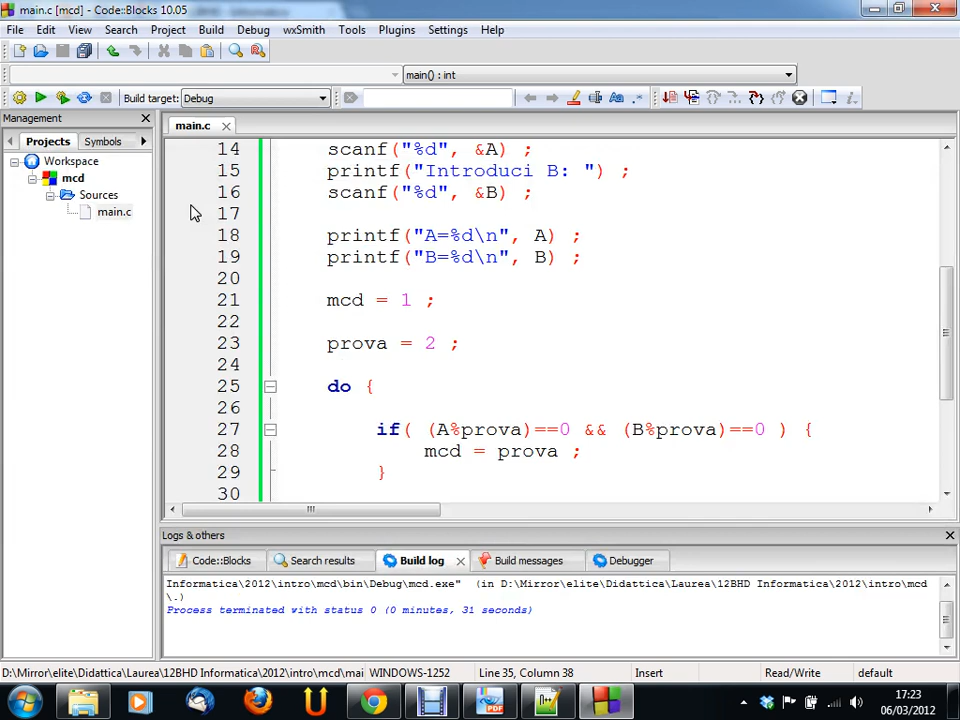 main.c [mcd] - Code::Blocks 10.05
File Edit View Search Project Build Debug wxSmith Tools Plugins Settings Help
main() : int
Build target: Debug
Management
main.c
Projects Symbols
Workspace
mcd
Sources
main.c
14 scanf("%d", &A) ;
15 printf("Introduci B: ") ;
16 scanf("%d", &B) ;
17
18 printf("A=%d\n", A) ;
19 printf("B=%d\n", B) ;
20
21 mcd = 1 ;
22
23 prova = 2 ;
24
25 do {
26
27 if( (A%prova)==0 && (B%prova)==0 ) {
28 mcd = prova ;
29 }
30
Logs & others
Code::Blocks Search results Build log Build messages Debugger
Informatica\2012\intro\mcd\bin\Debug\mcd.exe" (in D:\Mirror\elite\Didattica\Laurea\12BHD Informatica\2012\intro\mcd
\.)
Process terminated with status 0 (0 minutes, 31 seconds)
D:\Mirror\elite\Didattica\Laurea\12BHD Informatica\2012\intro\mcd\mai WINDOWS-1252 Line 35, Column 38 Insert Read/Write default
17:23
06/03/2012